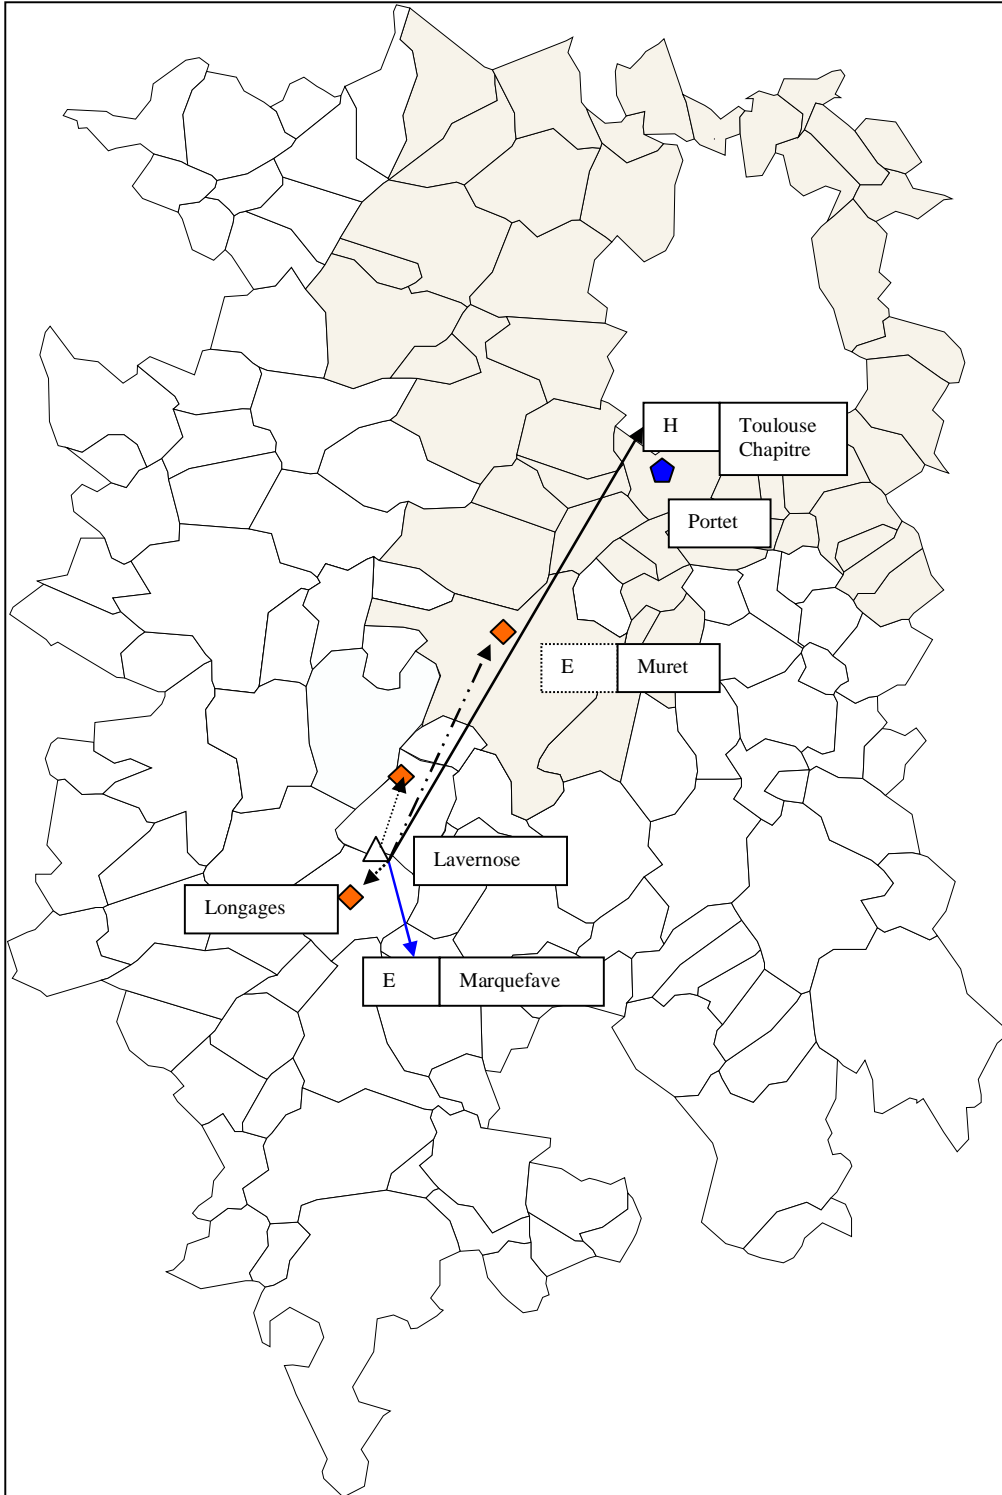 H
Toulouse
Chapitre
Portet
E
Muret
Lavernose
Longages
E
Marquefave